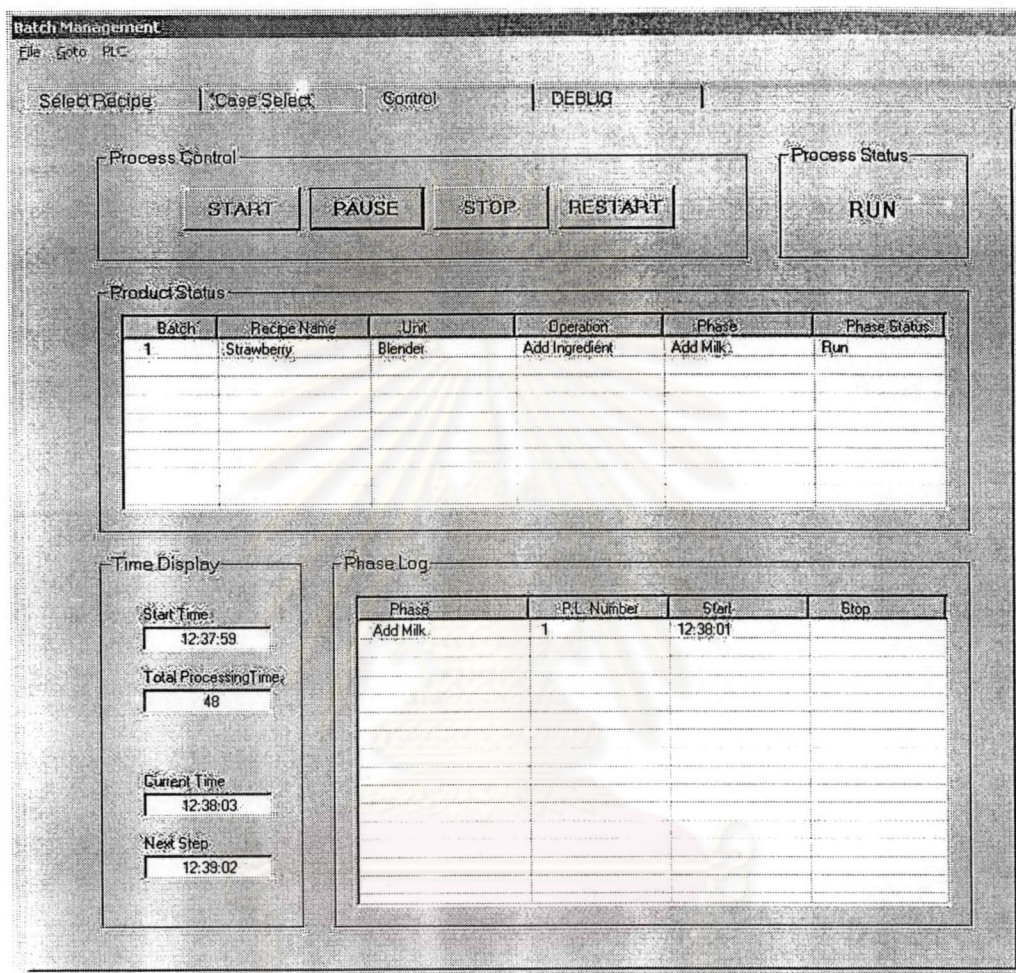 Batch Management
File Goto PLC
Select Recipe Case Select Control DEBUG
Process Control
START PAUSE STOP RESTART
Process Status
RUN
Product Status
Batch Recipe Name Unit Operation Phase Phase Status
1 Strawberry Blender Add Ingredient Add Milk Run
Time Display
Start Time
12:37:59
Total ProcessingTime
48
Current Time
12:38:03
Next Step
12:39:02
Phase Log
Phase P.L. Number Start Stop
Add Milk 1 12:38:01